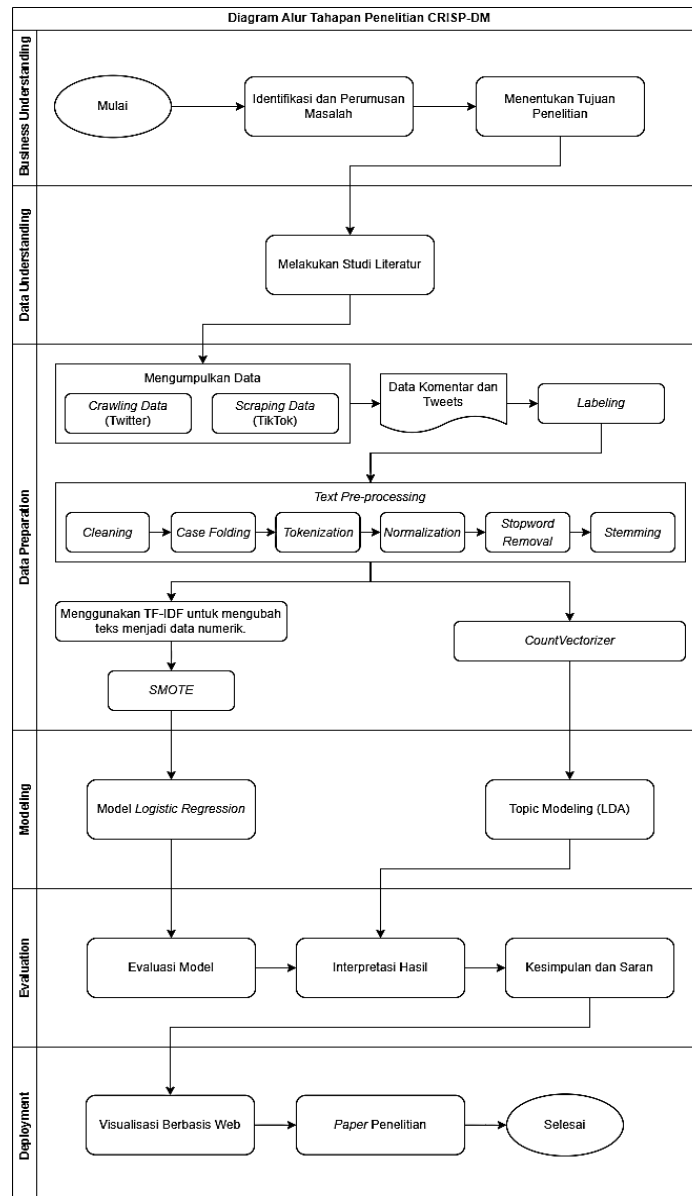 Diagram Alur Tahapan Penelitian CRISP-DM
Business Understanding
Mulai
Identifikasi dan Perumusan
Masalah
Menentukan Tujuan
Penelitian
Data Understanding
Melakukan Studi Literatur
Data Preparation
Mengumpulkan Data
Crawling Data
(Twitter)
Scraping Data
(TikTok)
Data Komentar dan
Tweets
Labeling
Text Pre-processing
Cleaning
Case Folding
Tokenization
Normalization
Stopword
Removal
Stemming
Menggunakan TF-IDF untuk mengubah
teks menjadi data numerik.
CountVectorizer
SMOTE
Modeling
Model Logistic Regression
Topic Modeling (LDA)
Evaluation
Evaluasi Model
Interpretasi Hasil
Kesimpulan dan Saran
Deployment
Visualisasi Berbasis Web
Paper Penelitian
Selesai